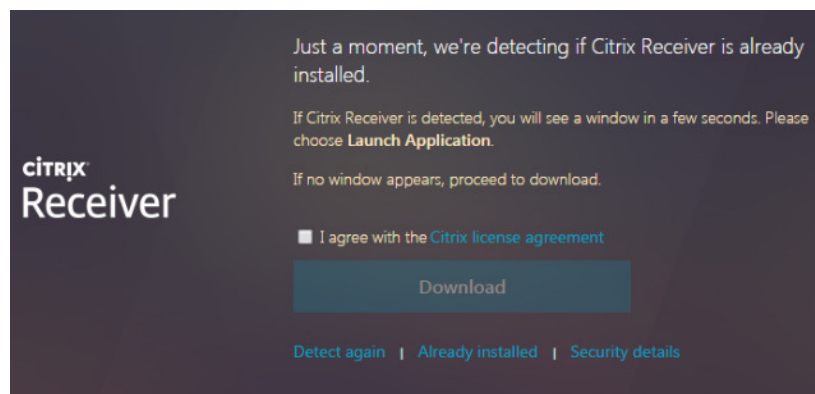 Just a moment, we're detecting if Citrix Receiver is already
installed.
If Citrix Receiver is detected, you will see a window in a few seconds. Please
choose Launch Application.
If no window appears, proceed to download.
CİTRIX
Receiver
I agree with the Citrix license agreement
Download
Detect again | Already installed | Security details